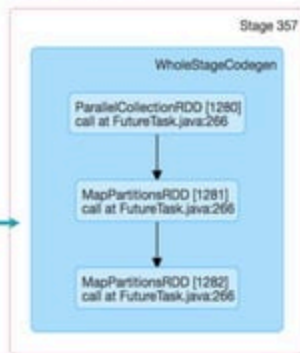 Stage 357
WholeStageCodegen
ParallelCollectionRDD [1280]
call at FutureTask.java:266
MapPartitionsRDD [1281]
call at FutureTask.java:266
MapPartitionsRDD [1282]
call at FutureTask.java:266